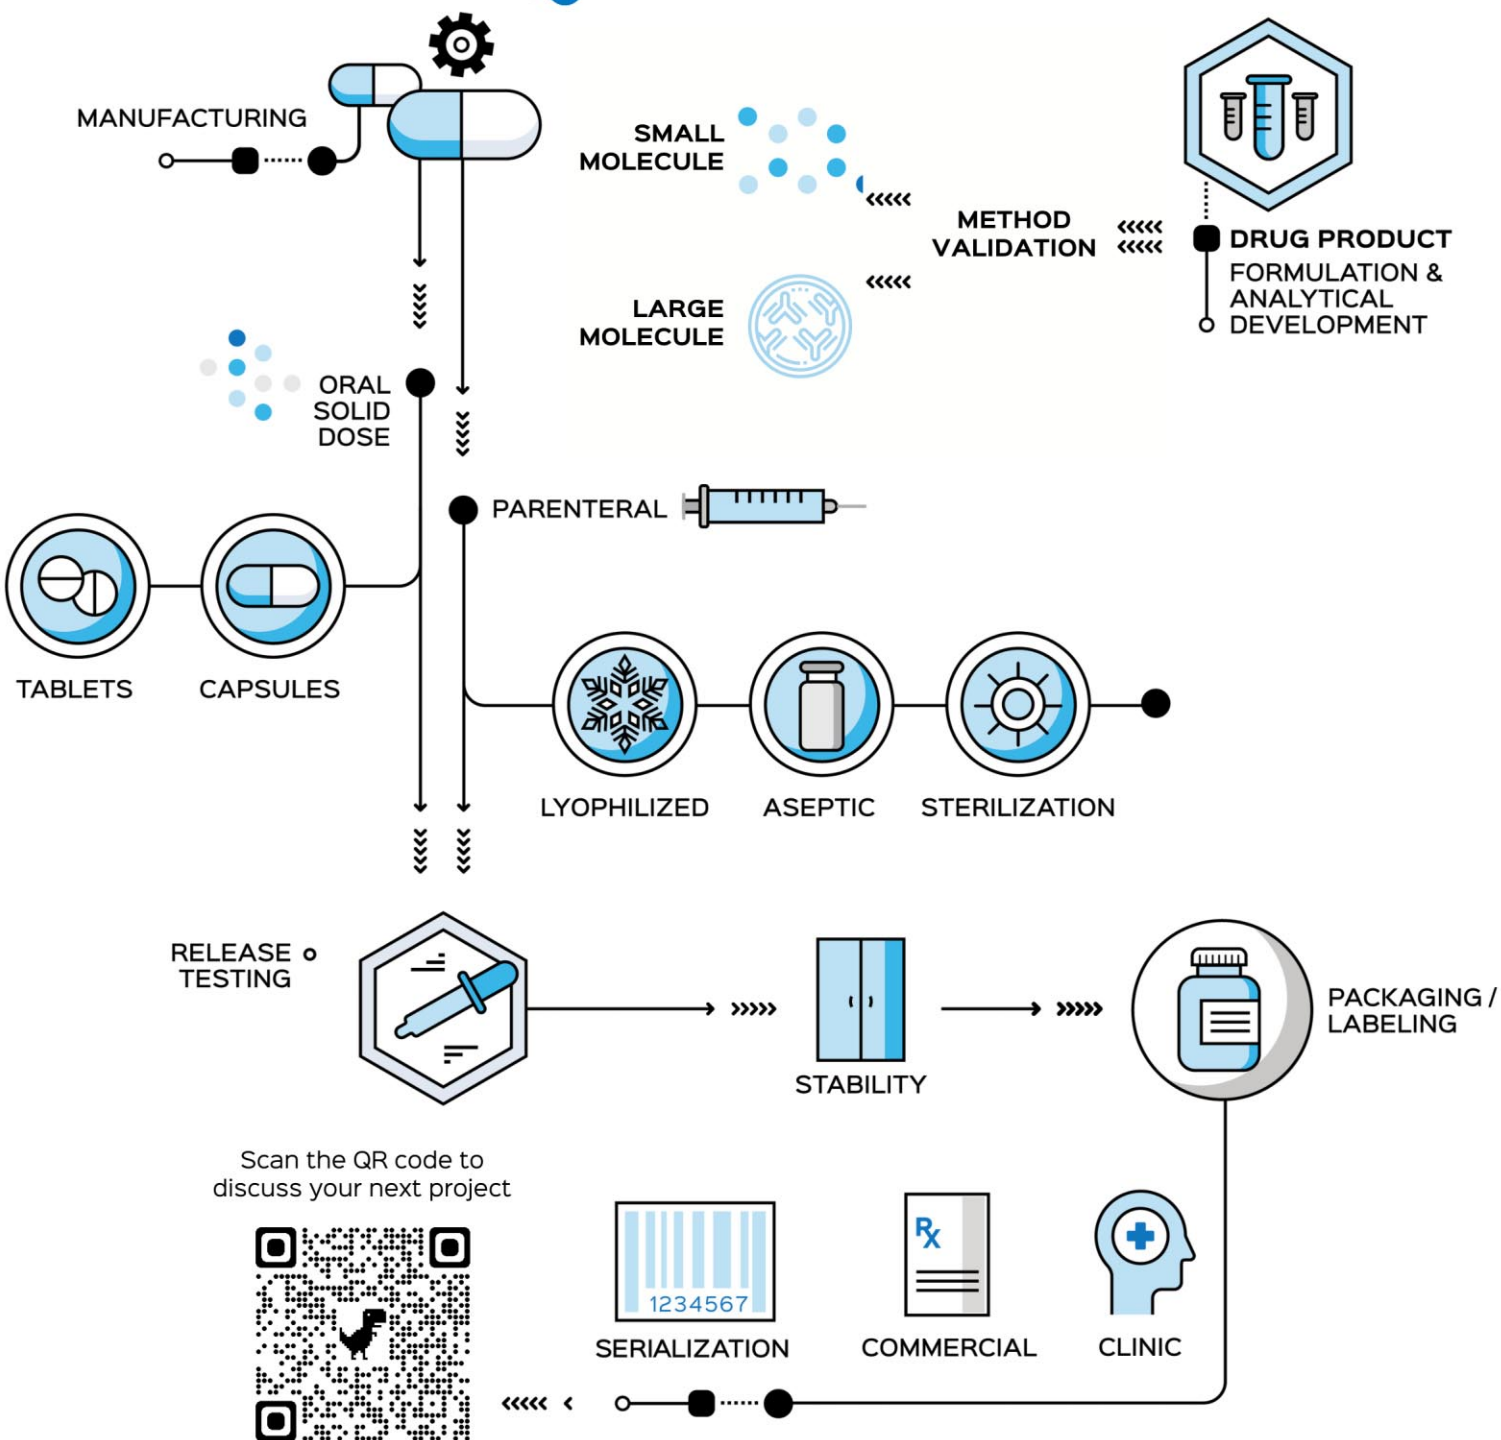 MANUFACTURING
SMALL
MOLECULE
LARGE
MOLECULE
METHOD
VALIDATION
DRUG PRODUCT
FORMULATION &
ANALYTICAL
DEVELOPMENT
ORAL
SOLID
DOSE
PARENTERAL
TABLETS
CAPSULES
LYOPHILIZED
ASEPTIC
STERILIZATION
RELEASE
TESTING
STABILITY
PACKAGING /
LABELING
Scan the QR code to
discuss your next project
1234567
SERIALIZATION
Rx
COMMERCIAL
CLINIC